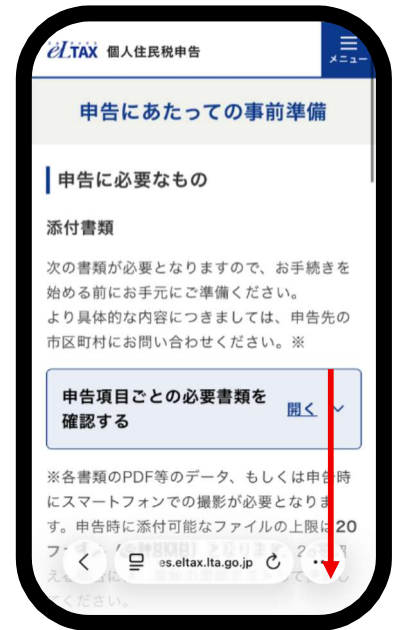 eLTAX 個人住民税申告
メニュー
申告にあたっての事前準備
申告に必要なもの
添付書類
次の書類が必要となりますので、お手続きを
始める前にお手元にご準備ください。
より具体的な内容につきましては、申告先の
市区町村にお問い合わせください。※
申告項目ごとの必要書類を
確認する
開く
※各書類のPDF等のデータ、もしくは申告時
にスマートフォンでの撮影が必要となりま
す。申告時に添付可能なファイルの上限は20
es.eltax.lta.go.jp
ください。